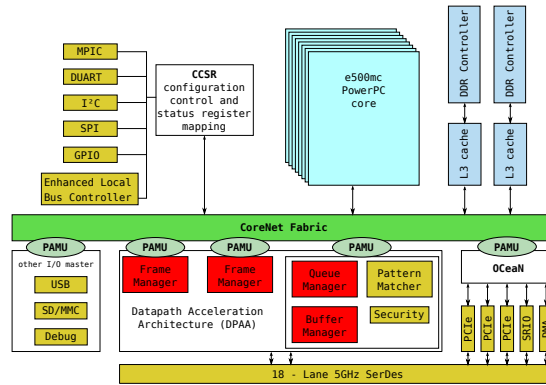 MPIC
DUART
I²C
SPI
GPIO
Enhanced Local
Bus Controller
CCSR
configuration
control and
status register
mapping
e500mc
PowerPC
core
DDR Controller
DDR Controller
L3 cache
L3 cache
CoreNet Fabric
PAMU
PAMU
PAMU
PAMU
PAMU
other I/O master
USB
SD/MMC
Debug
Frame
Manager
Frame
Manager
Datapath Acceleration
Architecture (DPAA)
Queue
Manager
Pattern
Matcher
Buffer
Manager
Security
OCeaN
PCIe
PCIe
PCIe
SRIO
DMA
18 - Lane 5GHz SerDes